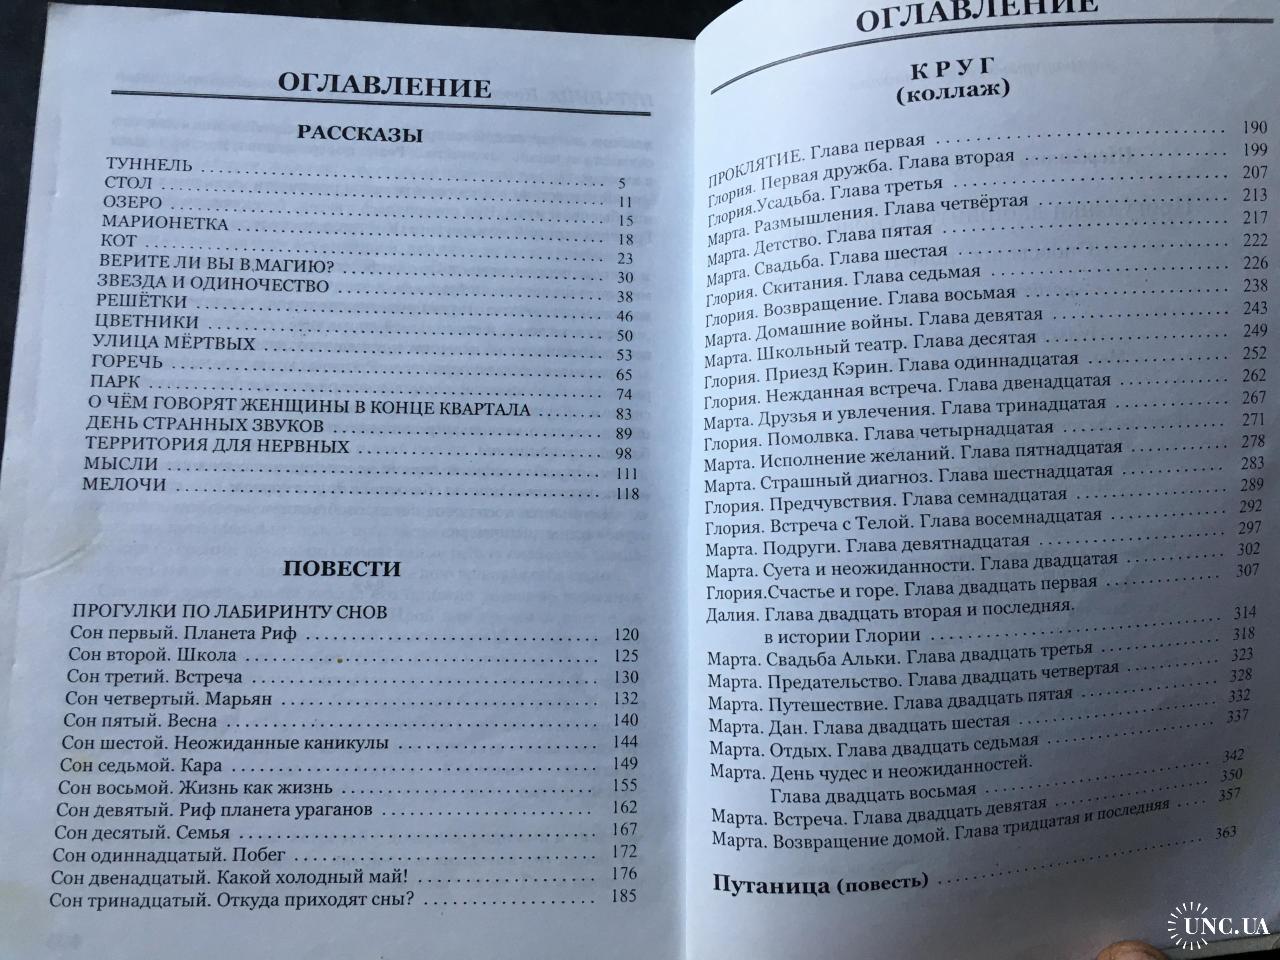 ОГЛАВЛЕНИЕ
РАССКАЗЫ
ТУННЕЛЬ 5
СТОЛ 11
ОЗЕРО 15
МАРИОНЕТКА 18
КОТ 23
ВЕРИТЕ ЛИ ВЫ В МАГИЮ? 30
ЗВЕЗДА И ОДИНОЧЕСТВО 38
РЕШЁТКИ 46
ЦВЕТНИКИ 50
УЛИЦА МЁРТВЫХ 53
ГОРЕЧЬ 65
ПАРК 74
О ЧЁМ ГОВОРЯТ ЖЕНЩИНЫ В КОНЦЕ КВАРТАЛА 83
ДЕНЬ СТРАННЫХ ЗВУКОВ 89
ТЕРРИТОРИЯ ДЛЯ НЕРВНЫХ 98
МЫСЛИ 111
МЕЛОЧИ 118
ПОВЕСТИ
ПРОГУЛКИ ПО ЛАБИРИНТУ СНОВ
Сон первый. Планета Риф 120
Сон второй. Школа 125
Сон третий. Встреча 130
Сон четвертый. Марьян 132
Сон пятый. Весна 140
Сон шестой. Неожиданные каникулы 144
Сон седьмой. Кара 149
Сон восьмой. Жизнь как жизнь 155
Сон девятый. Риф планета ураганов 162
Сон десятый. Семья 167
Сон одиннадцатый. Побег 172
Сон двенадцатый. Какой холодный май! 176
Сон тринадцатый. Откуда приходят сны? 185
ОГЛАВЛЕНИЕ
К Р У Г
(коллаж)
ПРОКЛЯТИЕ. Глава первая 190
Глория. Первая дружба. Глава вторая 199
Глория.Усадьба. Глава третья 207
Марта. Размышления. Глава четвёртая 213
Марта. Детство. Глава пятая 217
Марта. Свадьба. Глава шестая 222
Глория. Скитания. Глава седьмая 226
Глория. Возвращение. Глава восьмая 238
Марта. Домашние войны. Глава девятая 243
Марта. Школьный театр. Глава десятая 249
Глория. Приезд Кэрин. Глава одиннадцатая 252
Глория. Нежданная встреча. Глава двенадцатая 262
Марта. Друзья и увлечения. Глава тринадцатая 267
Глория. Помолвка. Глава четырнадцатая 271
Марта. Исполнение желаний. Глава пятнадцатая 278
Марта. Страшный диагноз. Глава шестнадцатая 283
Глория. Предчувствия. Глава семнадцатая 289
Глория. Встреча с Телой. Глава восемнадцатая 292
Марта. Подруги. Глава девятнадцатая 297
Марта. Суета и неожиданности. Глава двадцатая 302
Глория.Счастье и горе. Глава двадцать первая 307
Далия. Глава двадцать вторая и последняя.
в истории Глории 314
Марта. Свадьба Альки. Глава двадцать третья 318
Марта. Предательство. Глава двадцать четвертая 323
Марта. Путешествие. Глава двадцать пятая 328
Марта. Дан. Глава двадцать шестая 332
Марта. Отдых. Глава двадцать седьмая 337
Марта. День чудес и неожиданностей.
Глава двадцать восьмая 342
Марта. Встреча. Глава двадцать девятая 350
Марта. Возвращение домой. Глава тридцатая и последняя 357
Путаница (повесть) 363
UNC.UA